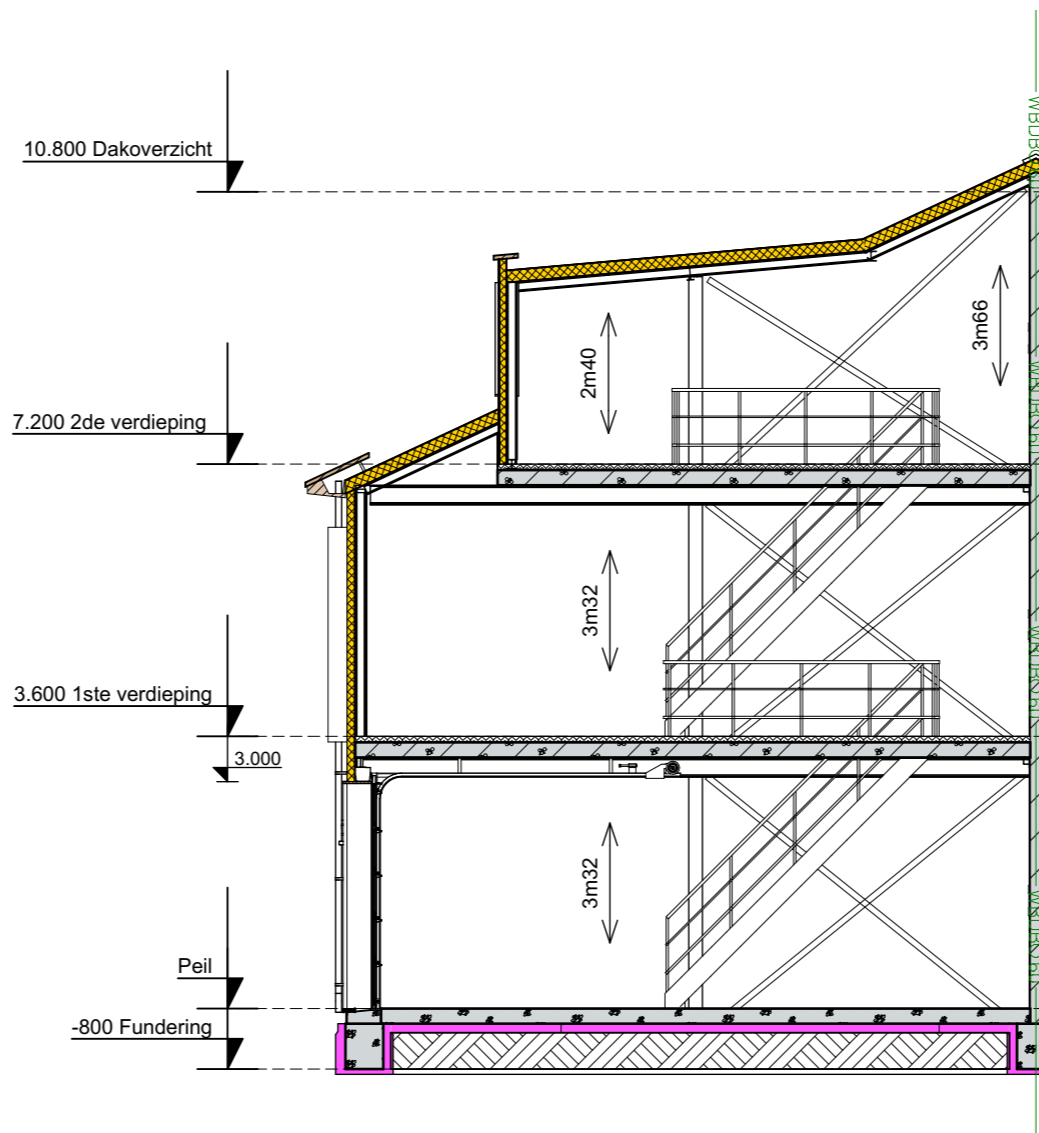 10.800 Dakoverzicht
3m66
2m40
7.200 2de verdieping
3m32
3.600 1ste verdieping
3.000
3m32
Peil
-800 Fundering